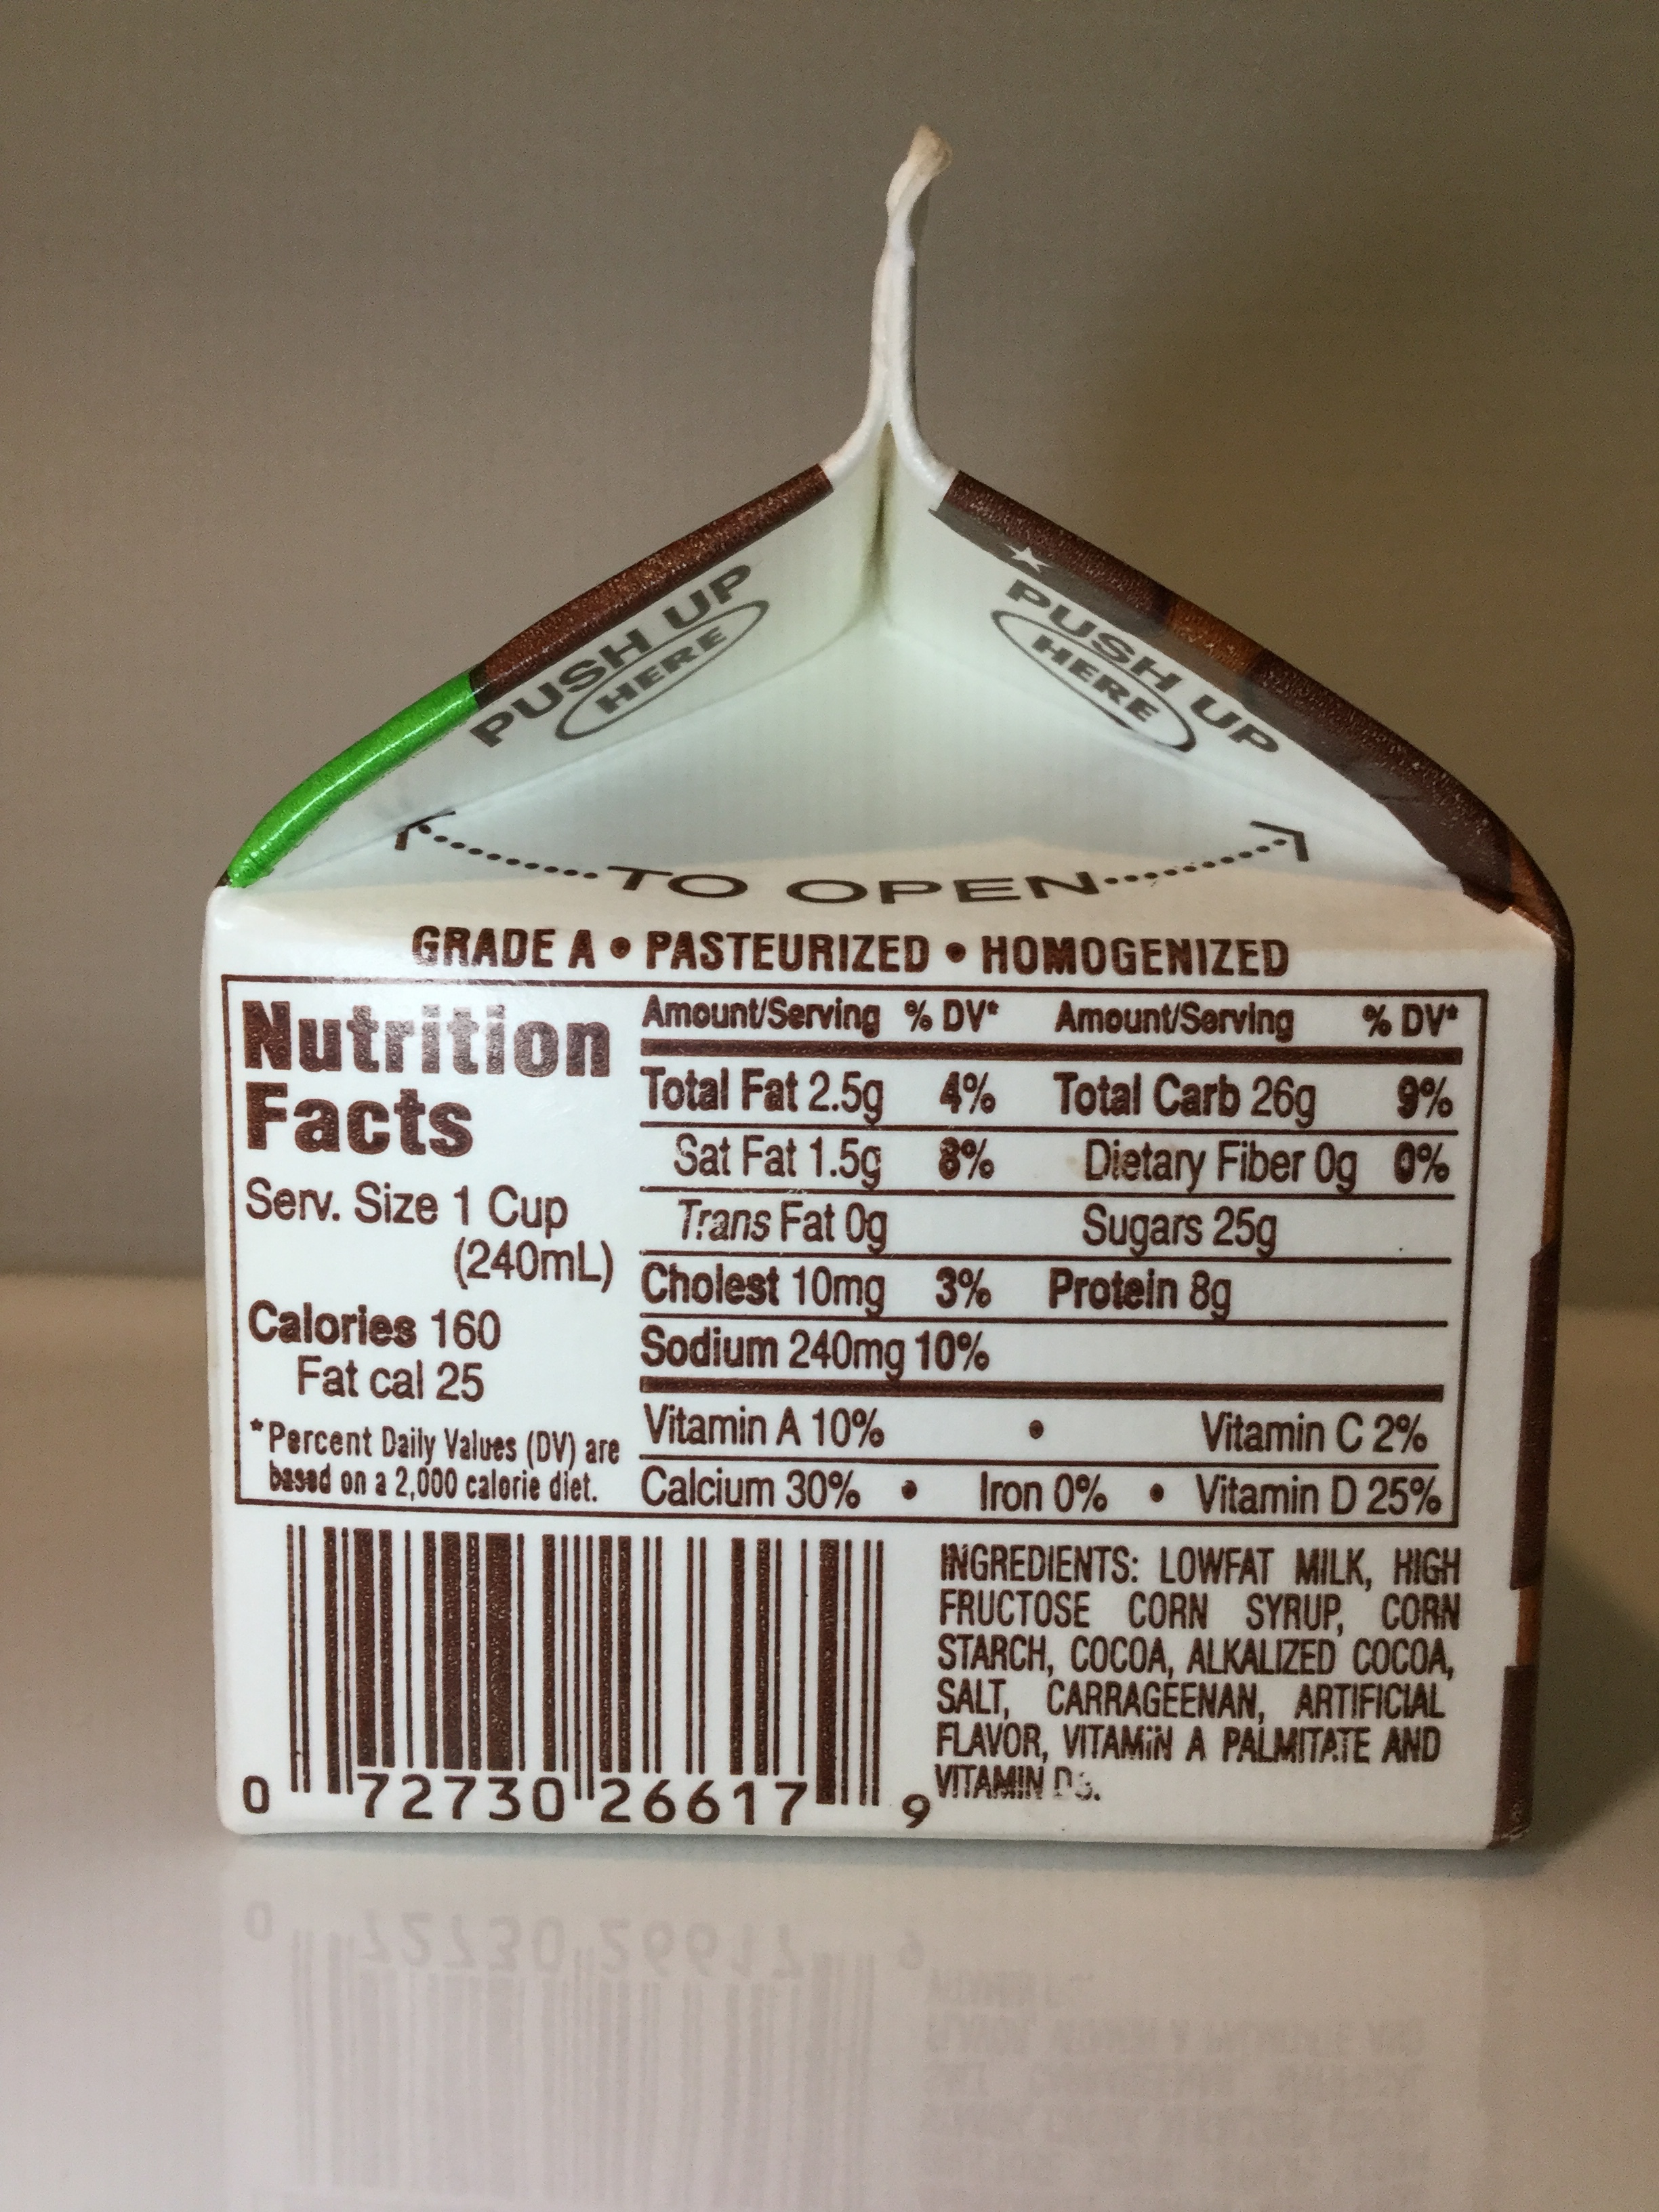 PUSH UP
HERE
PUSH UP
HERE
TO OPEN
GRADE A • PASTEURIZED • HOMOGENIZED
Nutrition
Facts
Serv. Size 1 Cup
(240mL)
Calories 160
Fat cal 25
*Percent Daily Values (DV) are
based on a 2,000 calorie diet.
Amount/Serving % DV* Amount/Serving % DV*
Total Fat 2.5g 4% Total Carb 26g 9%
Sat Fat 1.5g 8% Dietary Fiber 0g 0%
Trans Fat 0g Sugars 25g
Cholest 10mg 3% Protein 8g
Sodium 240mg 10%
Vitamin A 10% • Vitamin C 2%
Calcium 30% • Iron 0% • Vitamin D 25%
0 72730 26617 9
INGREDIENTS: LOWFAT MILK, HIGH
FRUCTOSE CORN SYRUP, CORN
STARCH, COCOA, ALKALIZED COCOA,
SALT, CARRAGEENAN, ARTIFICIAL
FLAVOR, VITAMIN A PALMITATE AND
VITAMIN D3.